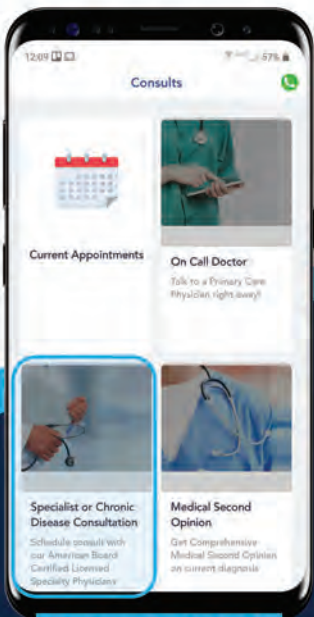 12:09
57%
Consults
Current Appointments
On Call Doctor
Talk to a Primary Care
Physician right away!
Specialist or Chronic
Disease Consultation
Schedule consult with
our American Board
Certified Licensed
Specialty Physicians
Medical Second
Opinion
Get Comprehensive
Medical Second Opinion
on current diagnosis